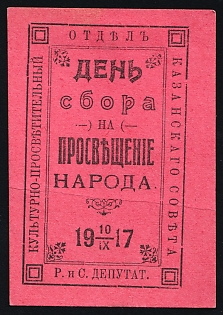 ОТДѢЛЪ
КУЛЬТУРНО-ПРОСВѢТИТЕЛЬНЫЙ
КАЗАНСКАГО СОВѢТА
ДЕНЬ
сбора
—) НА (—
ПРОСВѢЩЕНІЕ
НАРОДА.
19 10/IX 17
Р. и С. ДЕПУТАТ.